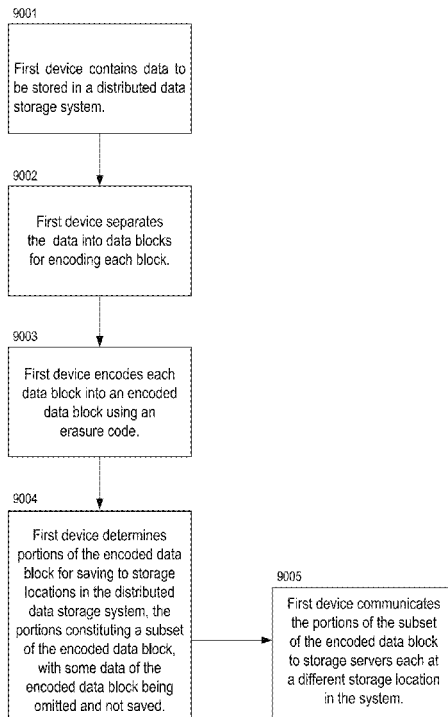 9001
First device contains data to
be stored in a distributed data
storage system.
9002
First device separates
the data into data blocks
for encoding each block.
9003
First device encodes each
data block into an encoded
data block using an
erasure code.
9004
First device determines
portions of the encoded data
block for saving to storage
locations in the distributed
data storage system, the
portions constituting a subset
of the encoded data block,
with some data of the
encoded data block being
omitted and not saved.
9005
First device communicates
the portions of the subset
of the encoded data block
to storage servers each at
a different storage location
in the system.